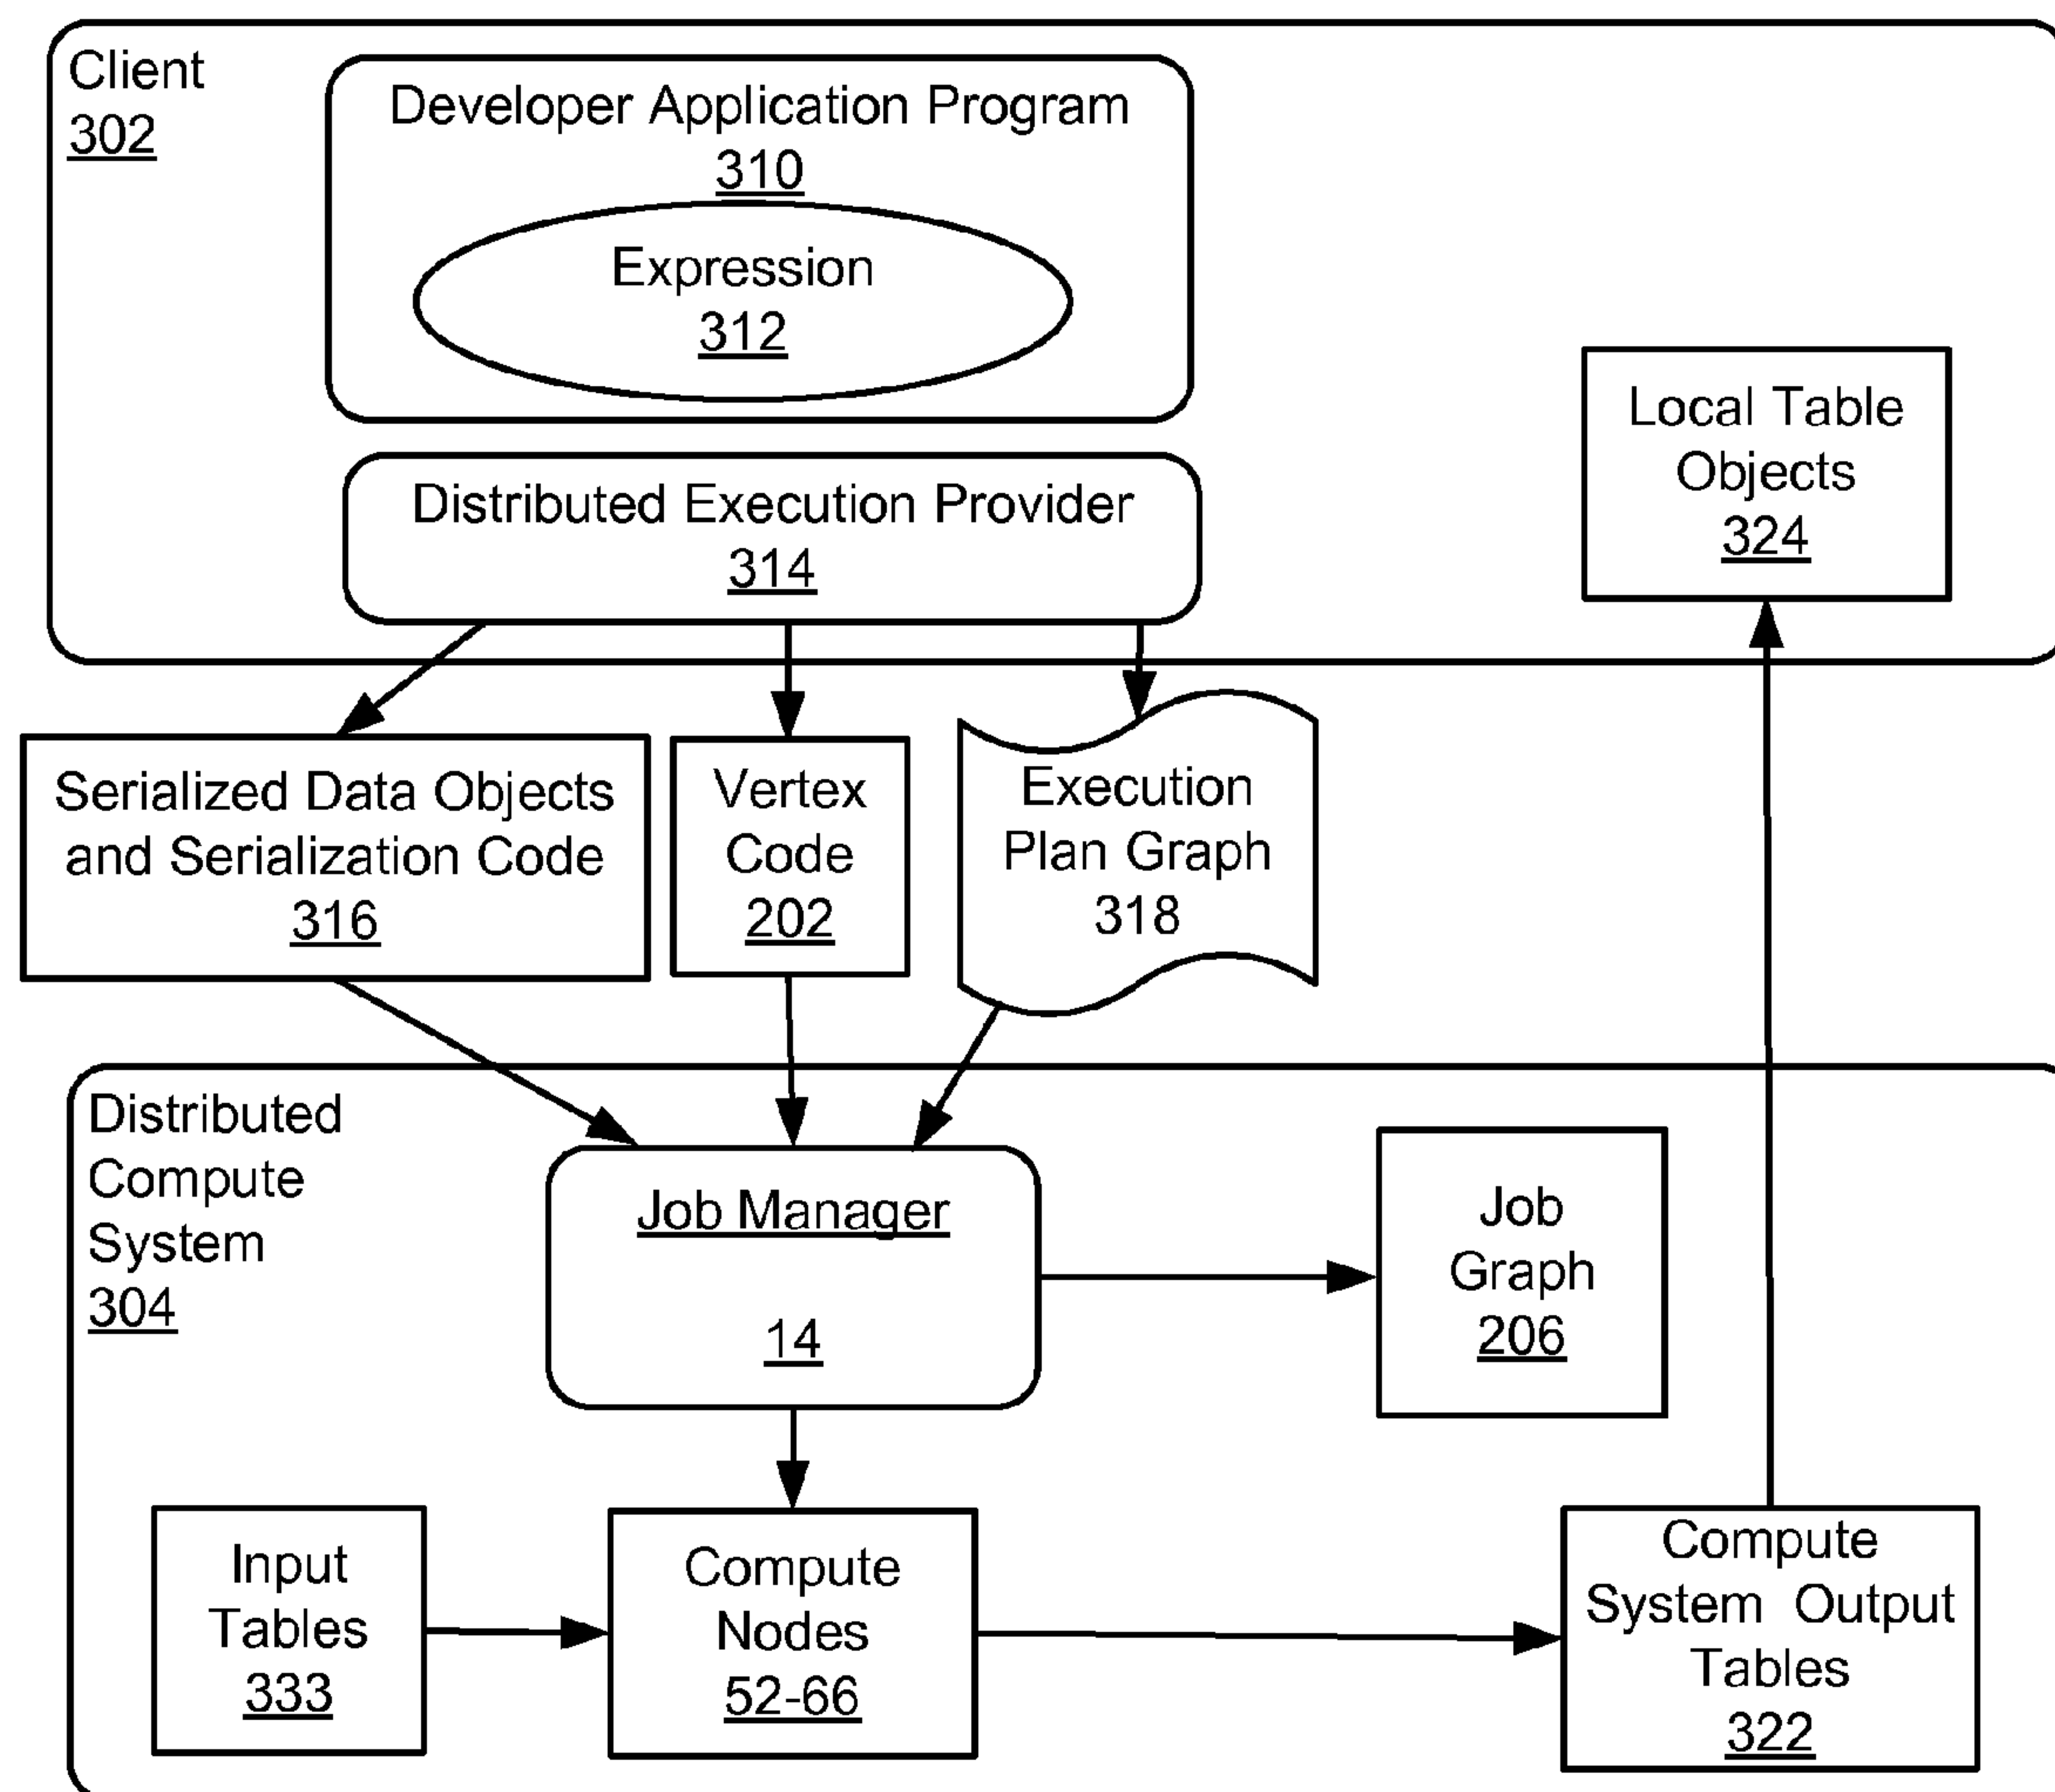 Client
302
Developer Application Program
310
Expression
312
Local Table
Objects
324
Distributed Execution Provider
314
Serialized Data Objects
and Serialization Code
316
Vertex
Code
202
Execution
Plan Graph
318
Distributed
Compute
System
304
Job Manager
14
Job
Graph
206
Input
Tables
333
Compute
Nodes
52-66
Compute
System Output
Tables
322